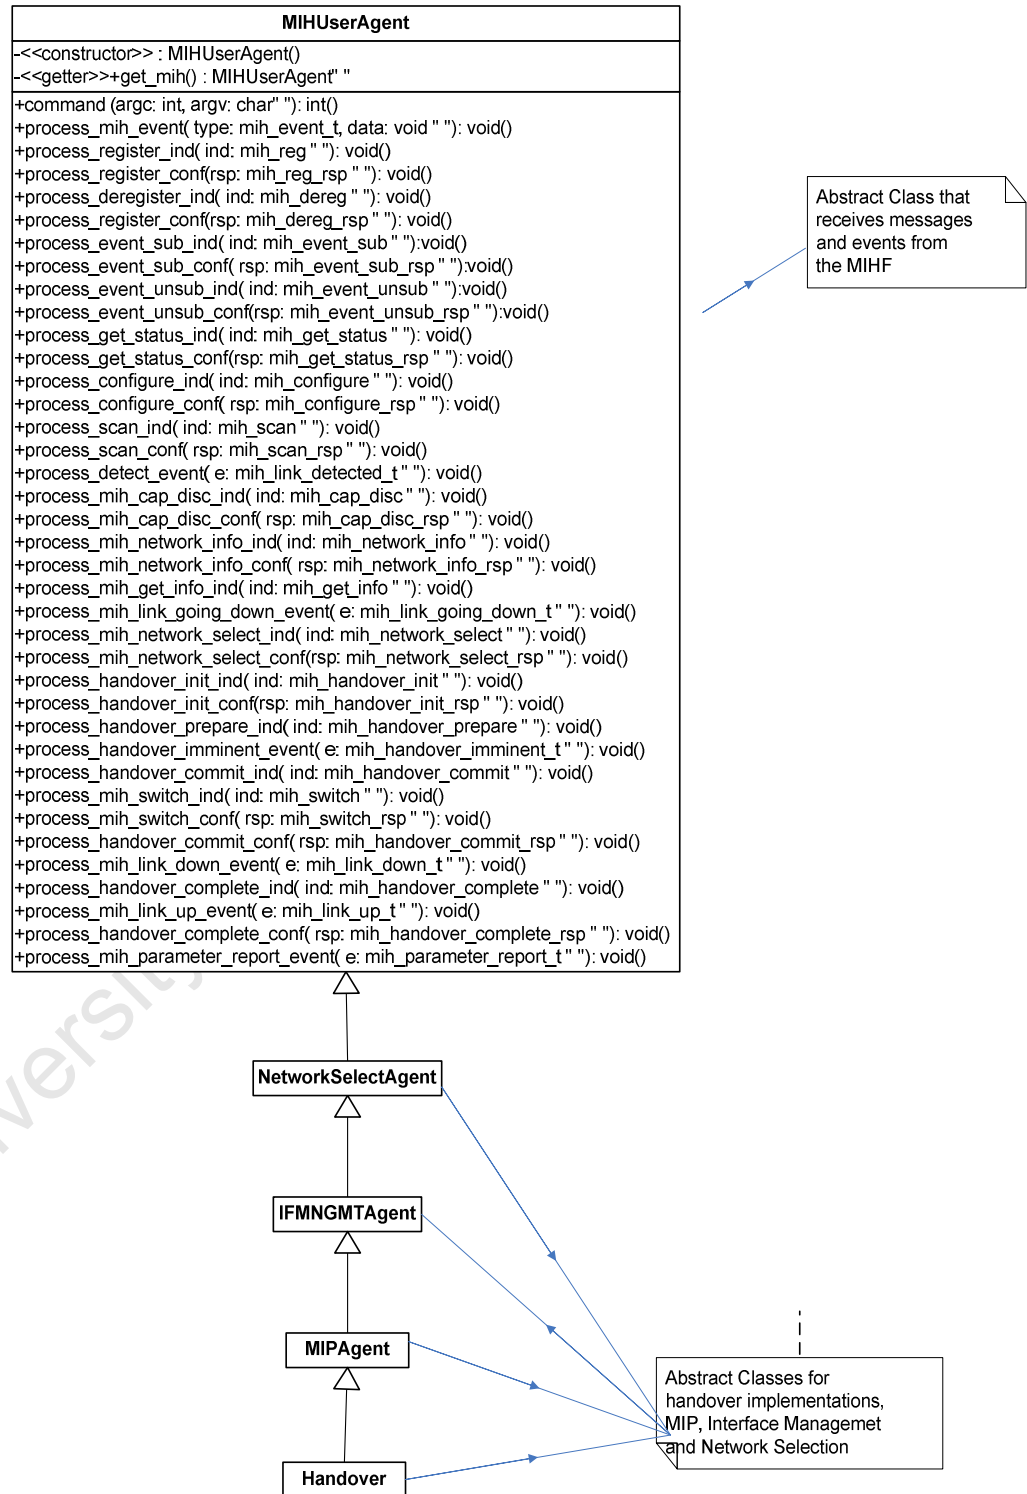 MIHUserAgent
-<<constructor>> : MIHUserAgent()
-<<getter>>+get_mih() : MIHUserAgent" "
+command (argc: int, argv: char" "): int()
+process_mih_event( type: mih_event_t, data: void " "): void()
+process_register_ind( ind: mih_reg " "): void()
+process_register_conf(rsp: mih_reg_rsp " "): void()
+process_deregister_ind( ind: mih_dereg " "): void()
+process_register_conf(rsp: mih_dereg_rsp " "): void()
+process_event_sub_ind( ind: mih_event_sub " "):void()
+process_event_sub_conf( rsp: mih_event_sub_rsp " "):void()
+process_event_unsub_ind( ind: mih_event_unsub " "):void()
+process_event_unsub_conf(rsp: mih_event_unsub_rsp " "):void()
+process_get_status_ind( ind: mih_get_status " "): void()
+process_get_status_conf(rsp: mih_get_status_rsp " "): void()
+process_configure_ind( ind: mih_configure " "): void()
+process_configure_conf( rsp: mih_configure_rsp " "): void()
+process_scan_ind( ind: mih_scan " "): void()
+process_scan_conf( rsp: mih_scan_rsp " "): void()
+process_detect_event( e: mih_link_detected_t " "): void()
+process_mih_cap_disc_ind( ind: mih_cap_disc " "): void()
+process_mih_cap_disc_conf( rsp: mih_cap_disc_rsp " "): void()
+process_mih_network_info_ind( ind: mih_network_info " "): void()
+process_mih_network_info_conf( rsp: mih_network_info_rsp " "): void()
+process_mih_get_info_ind( ind: mih_get_info " "): void()
+process_mih_link_going_down_event( e: mih_link_going_down_t " "): void()
+process_mih_network_select_ind( ind: mih_network_select " "): void()
+process_mih_network_select_conf(rsp: mih_network_select_rsp " "): void()
+process_handover_init_ind( ind: mih_handover_init " "): void()
+process_handover_init_conf(rsp: mih_handover_init_rsp " "): void()
+process_handover_prepare_ind( ind: mih_handover_prepare " "): void()
+process_handover_imminent_event( e: mih_handover_imminent_t " "): void()
+process_handover_commit_ind( ind: mih_handover_commit " "): void()
+process_mih_switch_ind( ind: mih_switch " "): void()
+process_mih_switch_conf( rsp: mih_switch_rsp " "): void()
+process_handover_commit_conf( rsp: mih_handover_commit_rsp " "): void()
+process_mih_link_down_event( e: mih_link_down_t " "): void()
+process_handover_complete_ind( ind: mih_handover_complete " "): void()
+process_mih_link_up_event( e: mih_link_up_t " "): void()
+process_handover_complete_conf( rsp: mih_handover_complete_rsp " "): void()
+process_mih_parameter_report_event( e: mih_parameter_report_t " "): void()
Abstract Class that
receives messages
and events from
the MIHF
NetworkSelectAgent
IFMNGMTAgent
MIPAgent
Handover
Abstract Classes for
handover implementations,
MIP, Interface Managemet
and Network Selection